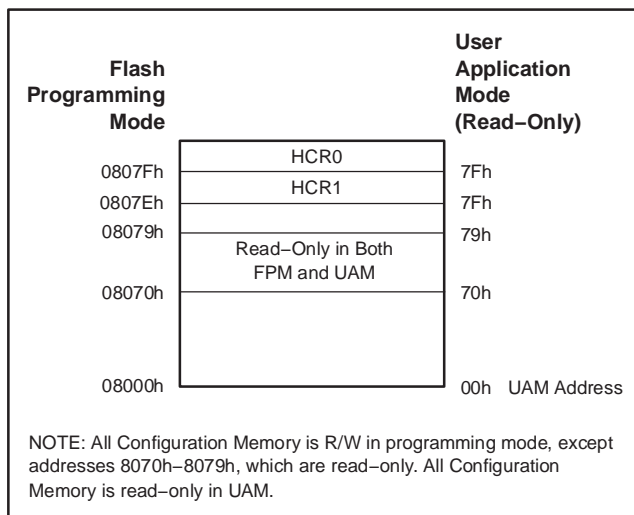 Flash
Programming
Mode
User
Application
Mode
(Read–Only)
HCR0
0807Fh
7Fh
HCR1
0807Eh
7Fh
08079h
79h
Read–Only in Both
FPM and UAM
08070h
70h
08000h
00h UAM Address
NOTE: All Configuration Memory is R/W in programming mode, except
addresses 8070h–8079h, which are read–only. All Configuration
Memory is read–only in UAM.